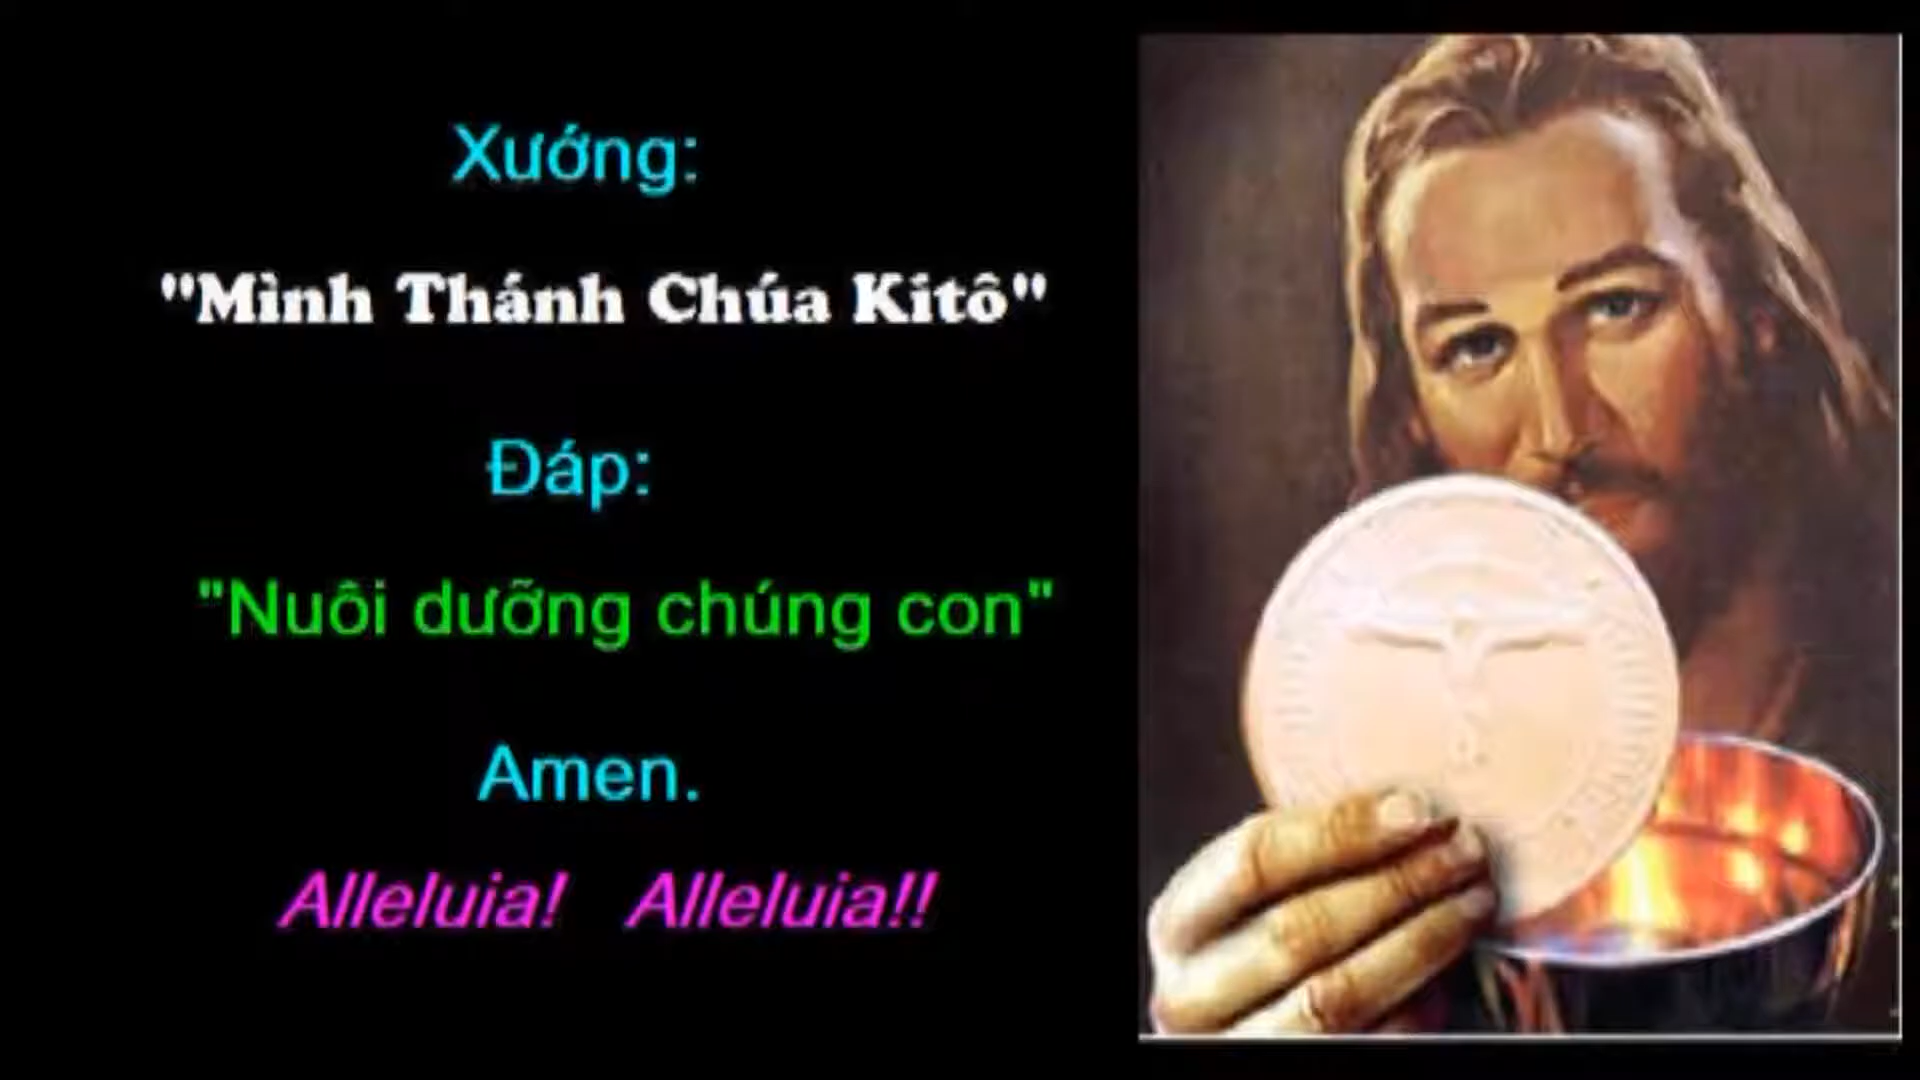 Xướng:
"Mình Thánh Chúa Kitô"
Đáp:
"Nuôi dưỡng chúng con"
Amen.
Alleluia! Alleluia!!